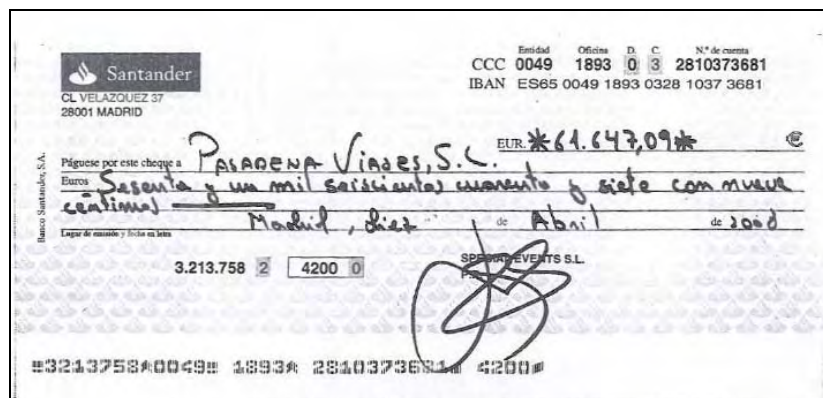 Santander
CL VELAZQUEZ 37
28001 MADRID
Entidad Oficina D. C. N.º de cuenta
CCC 0049 1893 0 3 2810373681
IBAN ES65 0049 1893 0328 1037 3681
EUR. *61.647,09* €
Páguese por este cheque a PASADENA VIAJES, S.L.
Euros Sesenta y un mil seiscientos cuarenta y siete con nueve
céntimos
Madrid, diez de Abril de 2008
Lugar de emisión y fecha en letra
Banco Santander, S.A.
3.213.758 2 4200 0
SPECIAL EVENTS S.L.
3213758 0049 1893 2810373681 4200